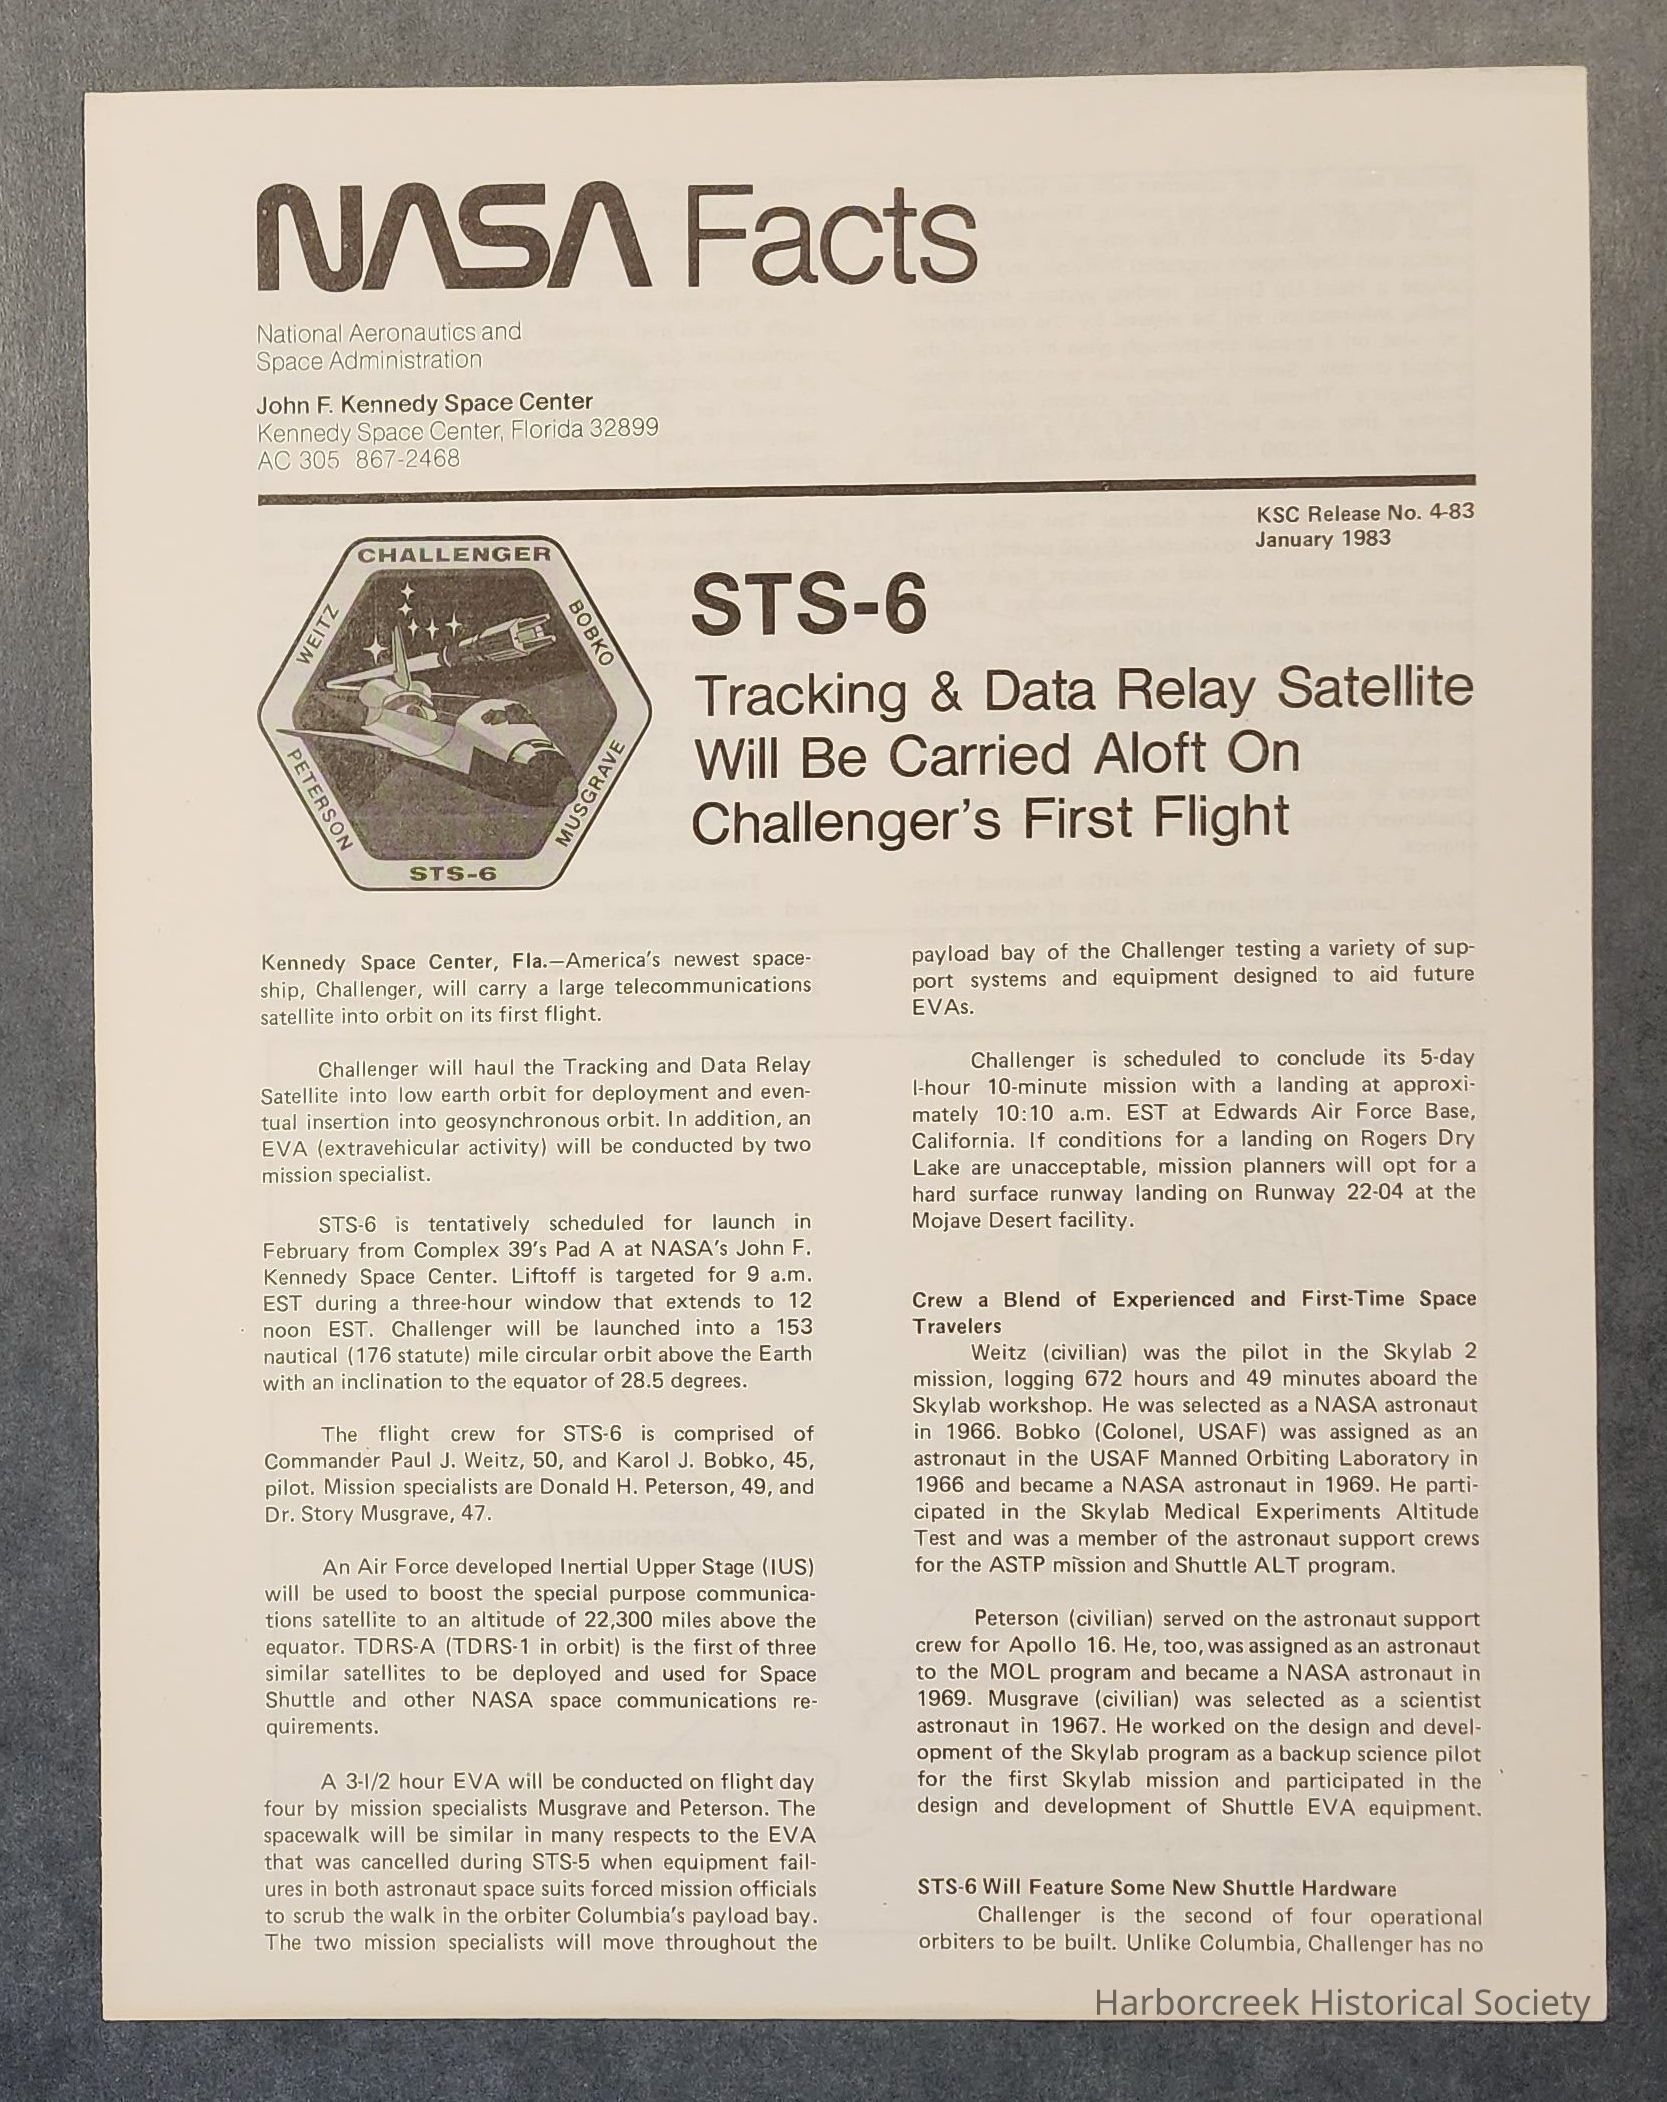 NASA Facts
National Aeronautics and
Space Administration
John F. Kennedy Space Center
Kennedy Space Center, Florida 32899
AC 305 867-2468
KSC Release No. 4-83
January 1983
CHALLENGER
WEITZ
BOBKO
PETERSON
MUSGRAVE
STS-6
STS-6
Tracking & Data Relay Satellite
Will Be Carried Aloft On
Challenger's First Flight
Kennedy Space Center, Fla.—America's newest space-
ship, Challenger, will carry a large telecommunications
satellite into orbit on its first flight.
Challenger will haul the Tracking and Data Relay
Satellite into low earth orbit for deployment and even-
tual insertion into geosynchronous orbit. In addition, an
EVA (extravehicular activity) will be conducted by two
mission specialist.
STS-6 is tentatively scheduled for launch in
February from Complex 39's Pad A at NASA's John F.
Kennedy Space Center. Liftoff is targeted for 9 a.m.
EST during a three-hour window that extends to 12
noon EST. Challenger will be launched into a 153
nautical (176 statute) mile circular orbit above the Earth
with an inclination to the equator of 28.5 degrees.
The flight crew for STS-6 is comprised of
Commander Paul J. Weitz, 50, and Karol J. Bobko, 45,
pilot. Mission specialists are Donald H. Peterson, 49, and
Dr. Story Musgrave, 47.
An Air Force developed Inertial Upper Stage (IUS)
will be used to boost the special purpose communica-
tions satellite to an altitude of 22,300 miles above the
equator. TDRS-A (TDRS-1 in orbit) is the first of three
similar satellites to be deployed and used for Space
Shuttle and other NASA space communications re-
quirements.
A 3-l/2 hour EVA will be conducted on flight day
four by mission specialists Musgrave and Peterson. The
spacewalk will be similar in many respects to the EVA
that was cancelled during STS-5 when equipment fail-
ures in both astronaut space suits forced mission officials
to scrub the walk in the orbiter Columbia's payload bay.
The two mission specialists will move throughout the
payload bay of the Challenger testing a variety of sup-
port systems and equipment designed to aid future
EVAs.
Challenger is scheduled to conclude its 5-day
l-hour 10-minute mission with a landing at approxi-
mately 10:10 a.m. EST at Edwards Air Force Base,
California. If conditions for a landing on Rogers Dry
Lake are unacceptable, mission planners will opt for a
hard surface runway landing on Runway 22-04 at the
Mojave Desert facility.
Crew a Blend of Experienced and First-Time Space
Travelers
Weitz (civilian) was the pilot in the Skylab 2
mission, logging 672 hours and 49 minutes aboard the
Skylab workshop. He was selected as a NASA astronaut
in 1966. Bobko (Colonel, USAF) was assigned as an
astronaut in the USAF Manned Orbiting Laboratory in
1966 and became a NASA astronaut in 1969. He parti-
cipated in the Skylab Medical Experiments Altitude
Test and was a member of the astronaut support crews
for the ASTP mission and Shuttle ALT program.
Peterson (civilian) served on the astronaut support
crew for Apollo 16. He, too, was assigned as an astronaut
to the MOL program and became a NASA astronaut in
1969. Musgrave (civilian) was selected as a scientist
astronaut in 1967. He worked on the design and devel-
opment of the Skylab program as a backup science pilot
for the first Skylab mission and participated in the
design and development of Shuttle EVA equipment.
STS-6 Will Feature Some New Shuttle Hardware
Challenger is the second of four operational
orbiters to be built. Unlike Columbia, Challenger has no
Harborcreek Historical Society